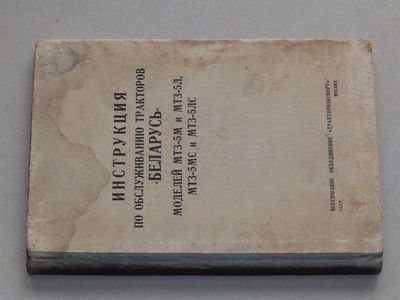 ИНСТРУКЦИЯ
ПО ОБСЛУЖИВАНИЮ ТРАКТОРОВ
„БЕЛАРУСЬ“
МОДЕЛЕЙ МТЗ-5М и МТЗ-5Л,
МТЗ-5МС и МТЗ-5ЛС
ВСЕСОЮЗНОЕ ОБЪЕДИНЕНИЕ „ТРАКТОРОЭКСПОРТ“
СССР МОСКВА